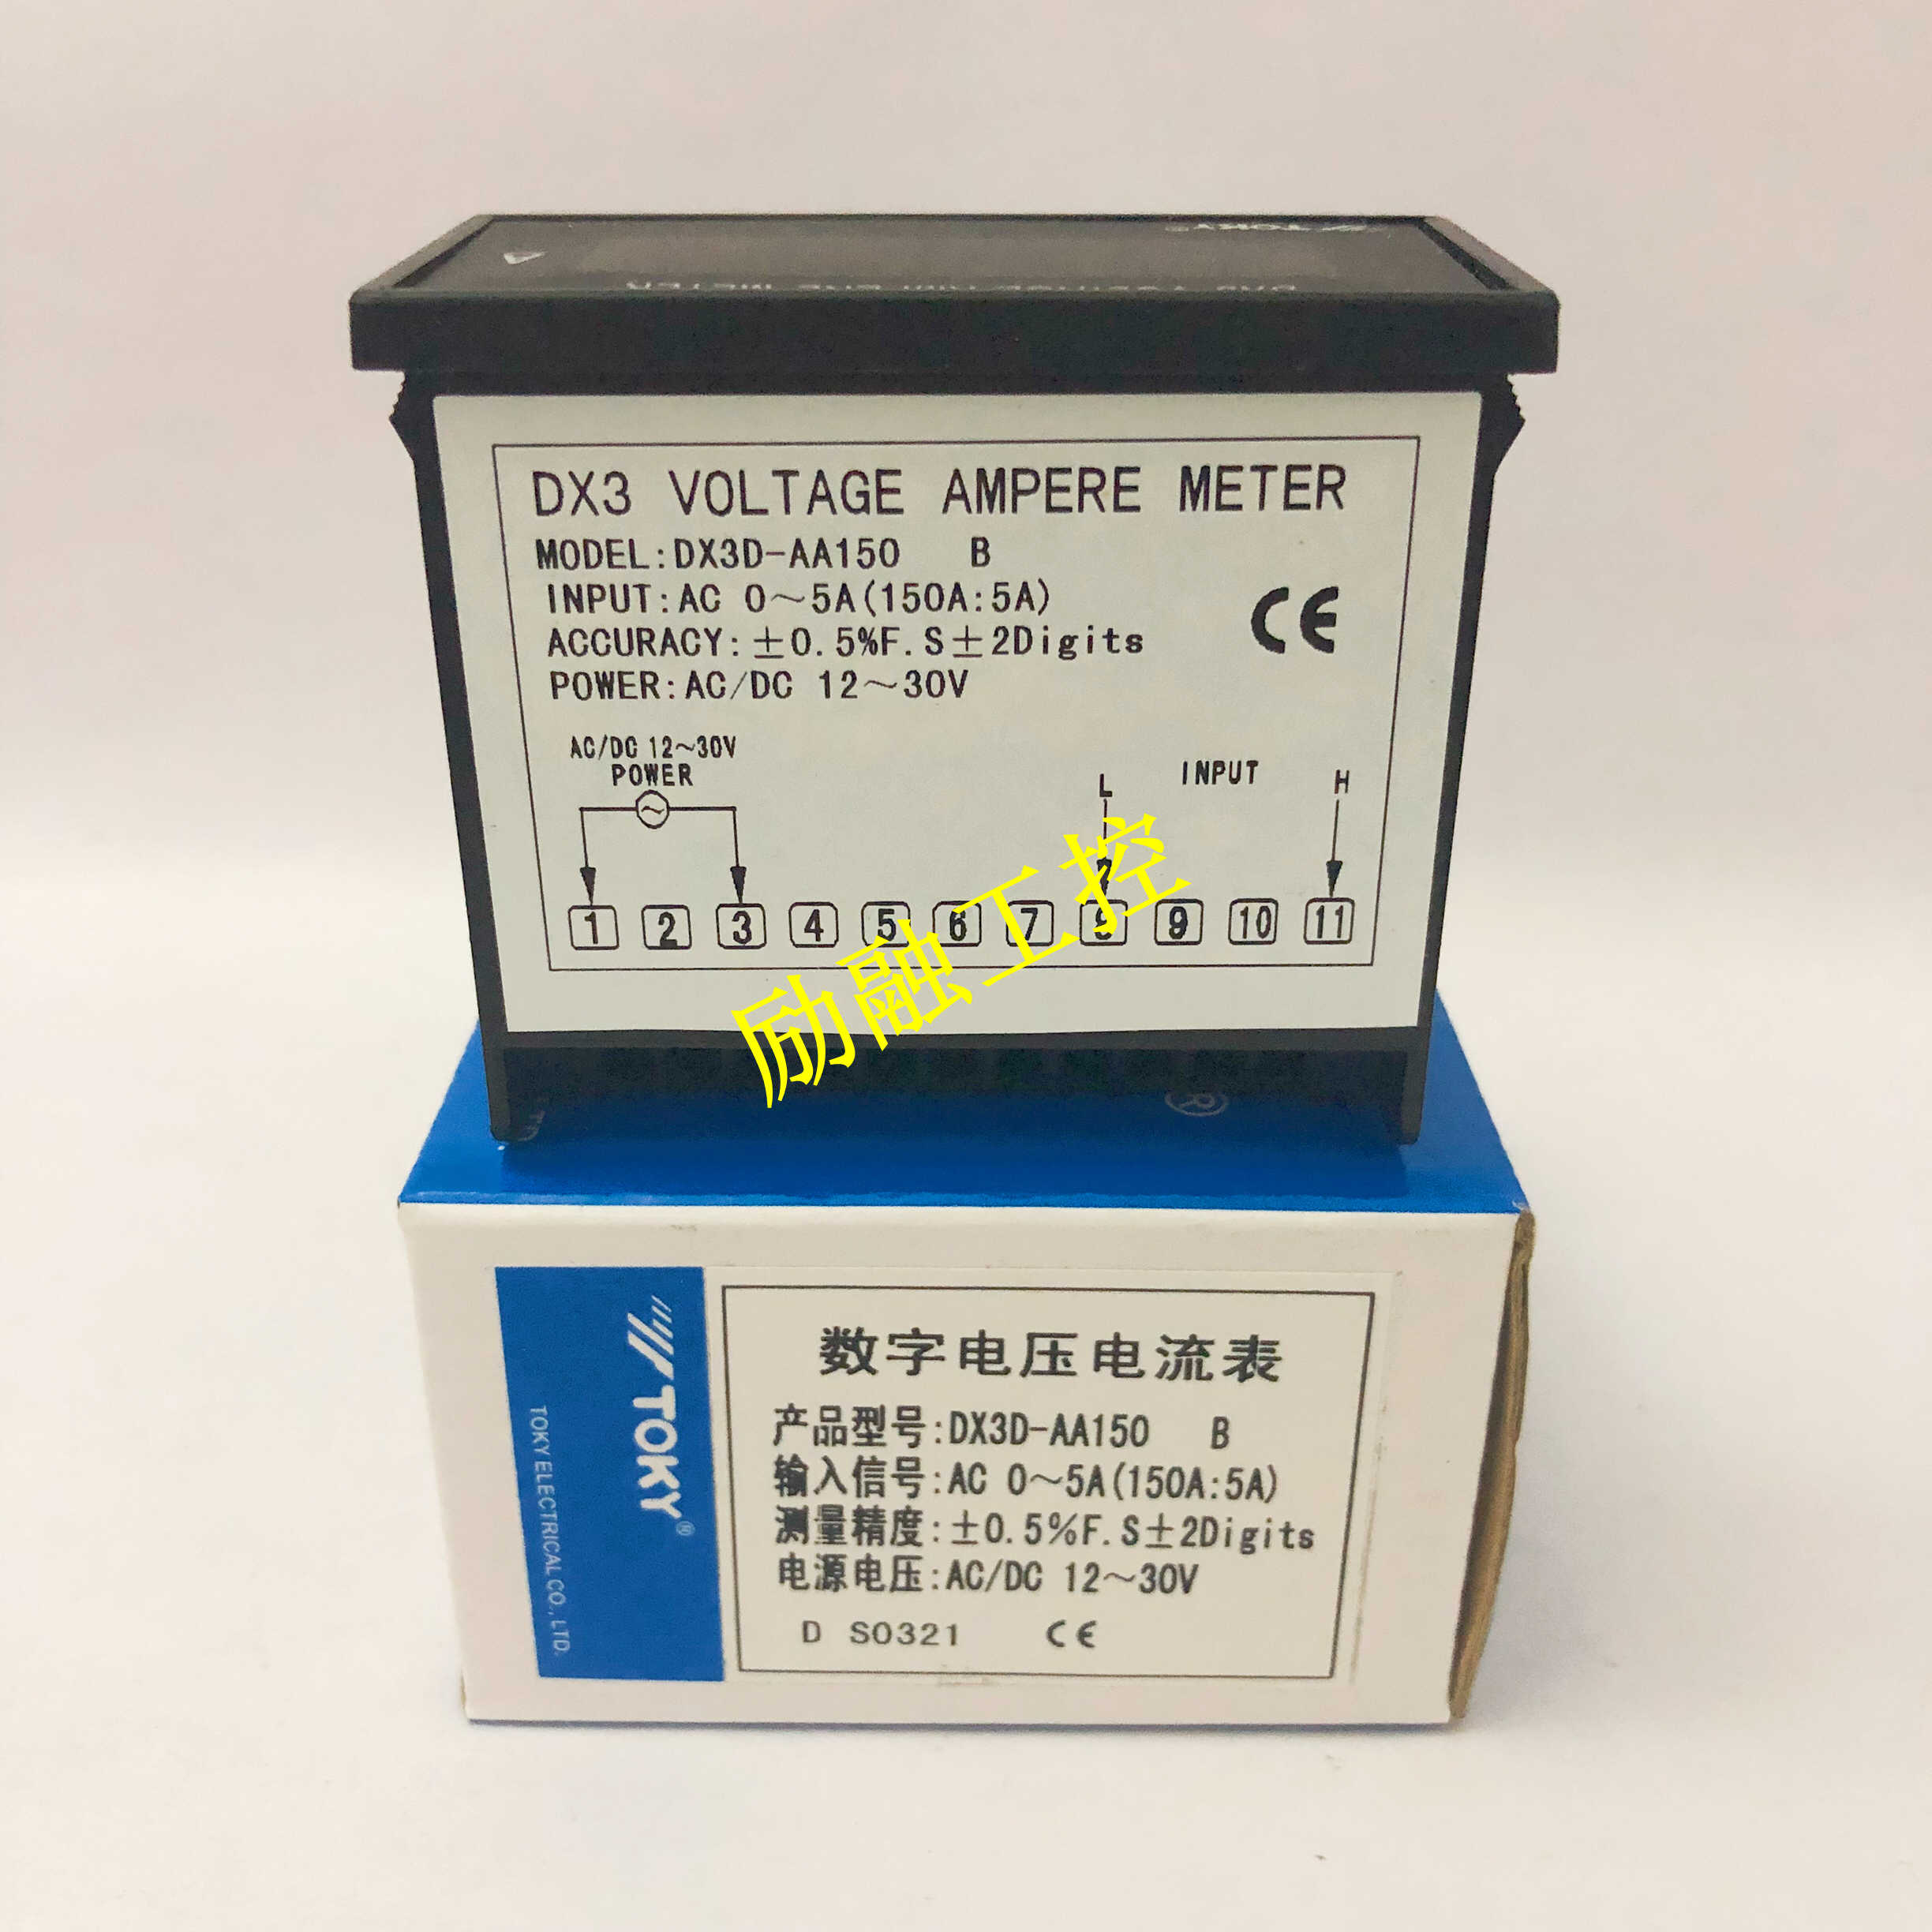 TOKY
DX3 VOLTAGE AMPERE METER
MODEL:DX3D-AA150 B
INPUT:AC 0~5A(150A:5A)
ACCURACY:±0.5%F.S±2Digits
POWER:AC/DC 12~30V
CE
AC/DC 12~30V
POWER
L INPUT H
1 2 3 4 5 6 7 8 9 10 11
励融工控
TOKY®
TOKY ELECTRICAL CO., LTD.
数字电压电流表
产品型号:DX3D-AA150 B
输入信号:AC 0~5A(150A:5A)
测量精度:±0.5%F.S±2Digits
电源电压:AC/DC 12~30V
D S0321 CE